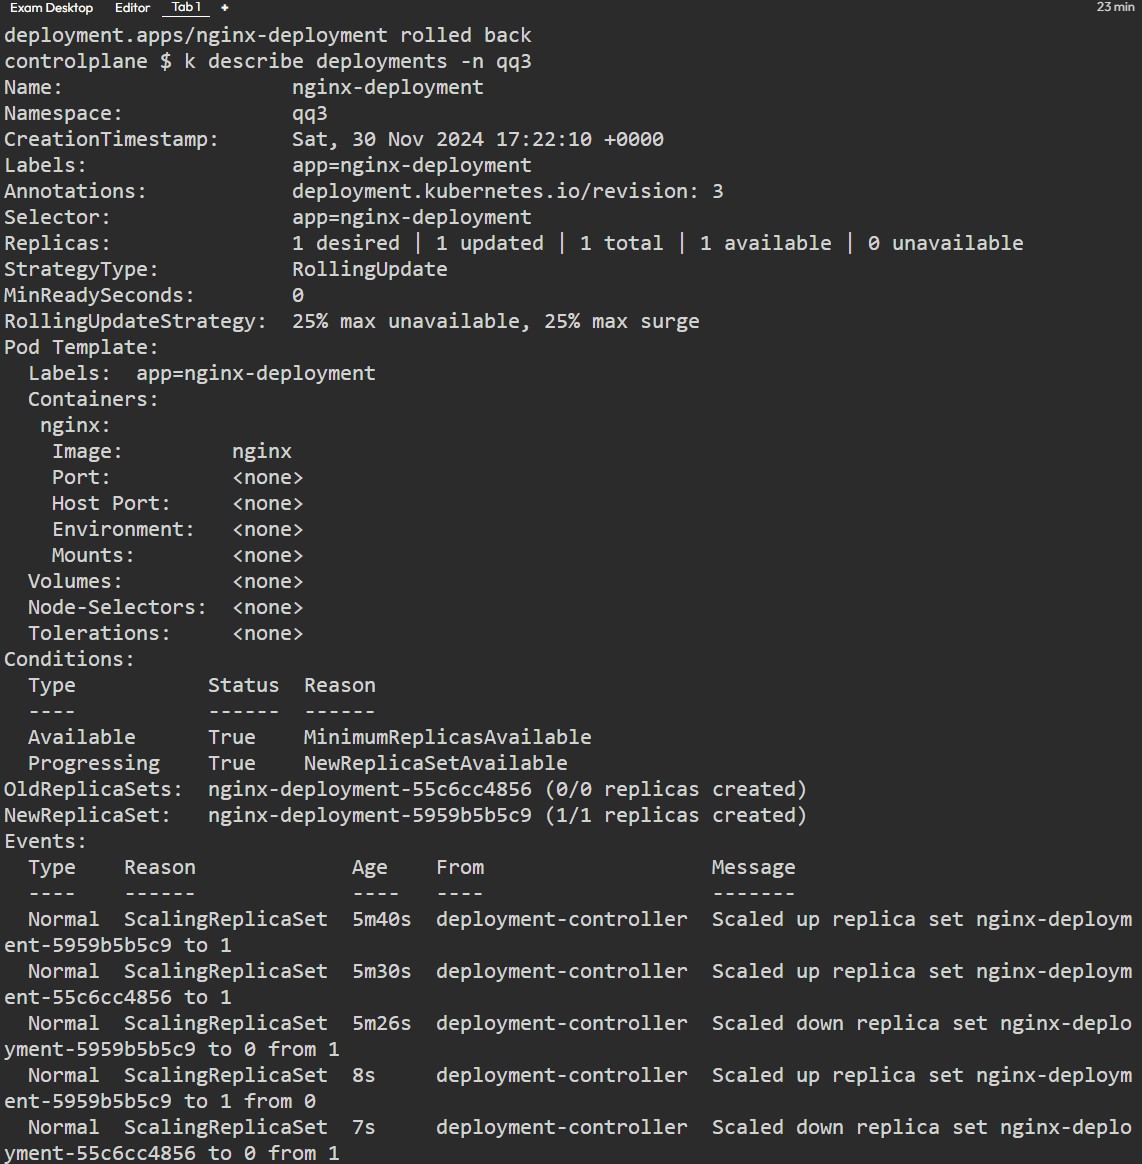 Exam Desktop Editor Tab 1 + 23 min
deployment.apps/nginx-deployment rolled back
controlplane $ k describe deployments -n qq3
Name:                   nginx-deployment
Namespace:              qq3
CreationTimestamp:      Sat, 30 Nov 2024 17:22:10 +0000
Labels:                 app=nginx-deployment
Annotations:            deployment.kubernetes.io/revision: 3
Selector:               app=nginx-deployment
Replicas:               1 desired | 1 updated | 1 total | 1 available | 0 unavailable
StrategyType:           RollingUpdate
MinReadySeconds:        0
RollingUpdateStrategy:  25% max unavailable, 25% max surge
Pod Template:
  Labels:  app=nginx-deployment
  Containers:
   nginx:
    Image:         nginx
    Port:          <none>
    Host Port:     <none>
    Environment:   <none>
    Mounts:        <none>
  Volumes:         <none>
  Node-Selectors:  <none>
  Tolerations:     <none>
Conditions:
  Type           Status  Reason
  ----           ------  ------
  Available      True    MinimumReplicasAvailable
  Progressing    True    NewReplicaSetAvailable
OldReplicaSets:  nginx-deployment-55c6cc4856 (0/0 replicas created)
NewReplicaSet:   nginx-deployment-5959b5b5c9 (1/1 replicas created)
Events:
  Type    Reason             Age    From                   Message
  ----    ------             ----   ----                   -------
  Normal  ScalingReplicaSet  5m40s  deployment-controller  Scaled up replica set nginx-deploym
ent-5959b5b5c9 to 1
  Normal  ScalingReplicaSet  5m30s  deployment-controller  Scaled up replica set nginx-deploym
ent-55c6cc4856 to 1
  Normal  ScalingReplicaSet  5m26s  deployment-controller  Scaled down replica set nginx-deplo
yment-5959b5b5c9 to 0 from 1
  Normal  ScalingReplicaSet  8s     deployment-controller  Scaled up replica set nginx-deploym
ent-5959b5b5c9 to 1 from 0
  Normal  ScalingReplicaSet  7s     deployment-controller  Scaled down replica set nginx-deplo
yment-55c6cc4856 to 0 from 1